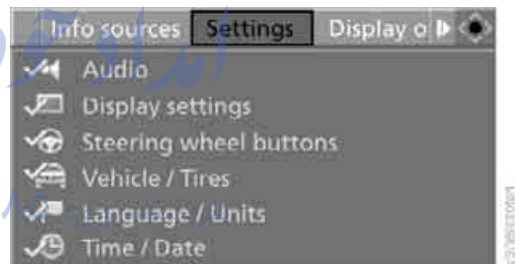 Info sources Settings Display o
Audio
Display settings
Steering wheel buttons
Vehicle / Tires
Language / Units
Time / Date